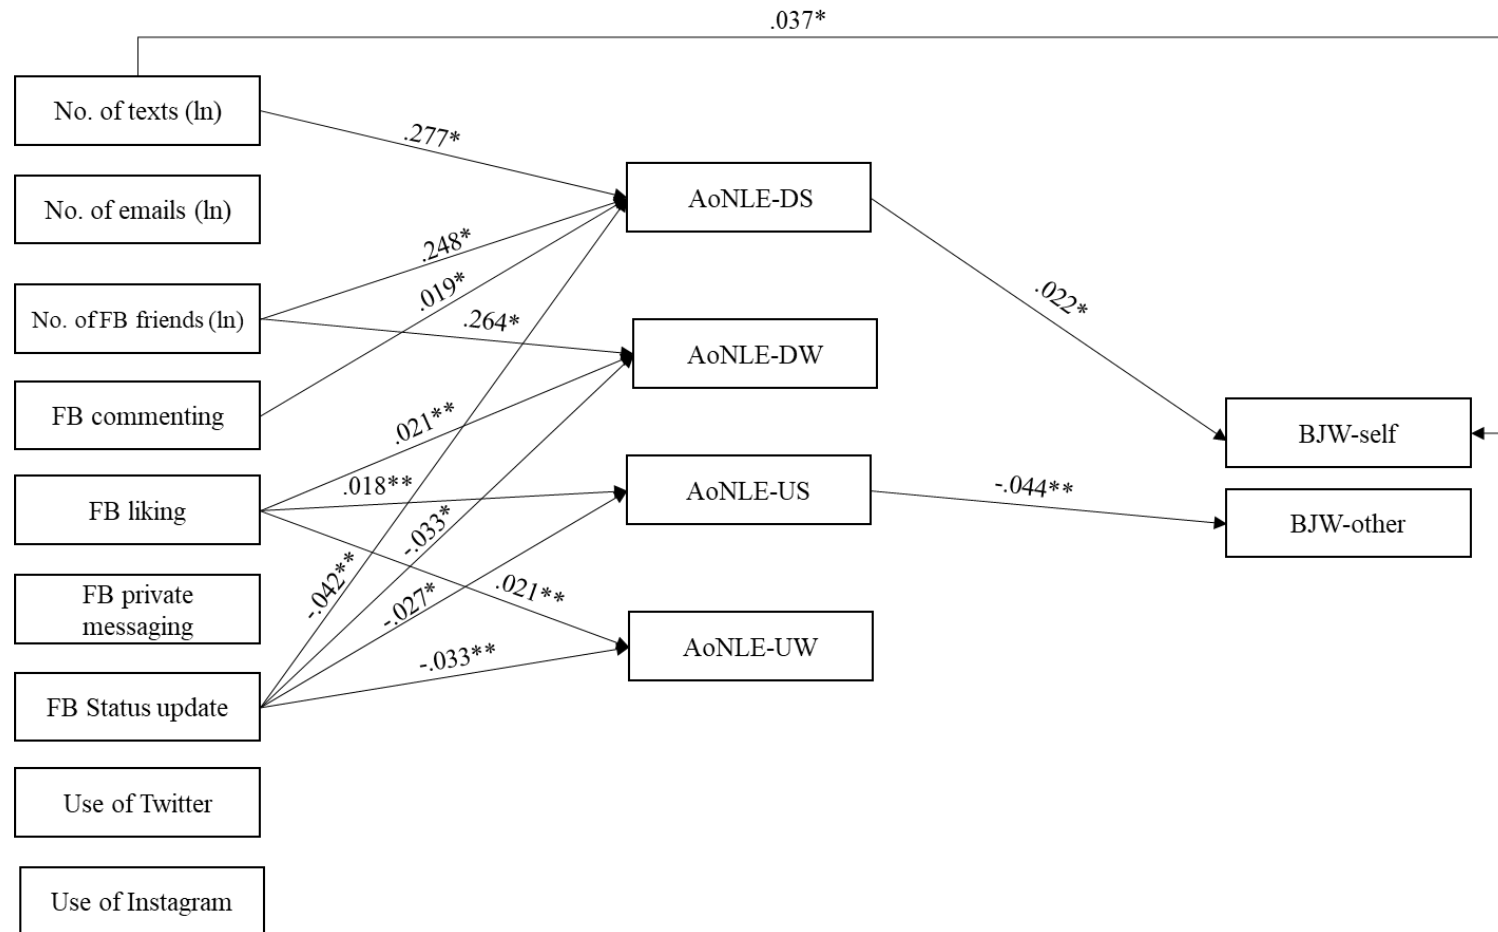 .037*
No. of texts (ln)
.277*
No. of emails (ln)
AoNLE-DS
.248*
.019*
No. of FB friends (ln)
.264*
.022*
AoNLE-DW
FB commenting
.021**
BJW-self
FB liking
.018**
AoNLE-US
-.044**
BJW-other
-.033*
-.042**
-.027*
.021**
FB private
messaging
AoNLE-UW
-.033**
FB Status update
Use of Twitter
Use of Instagram